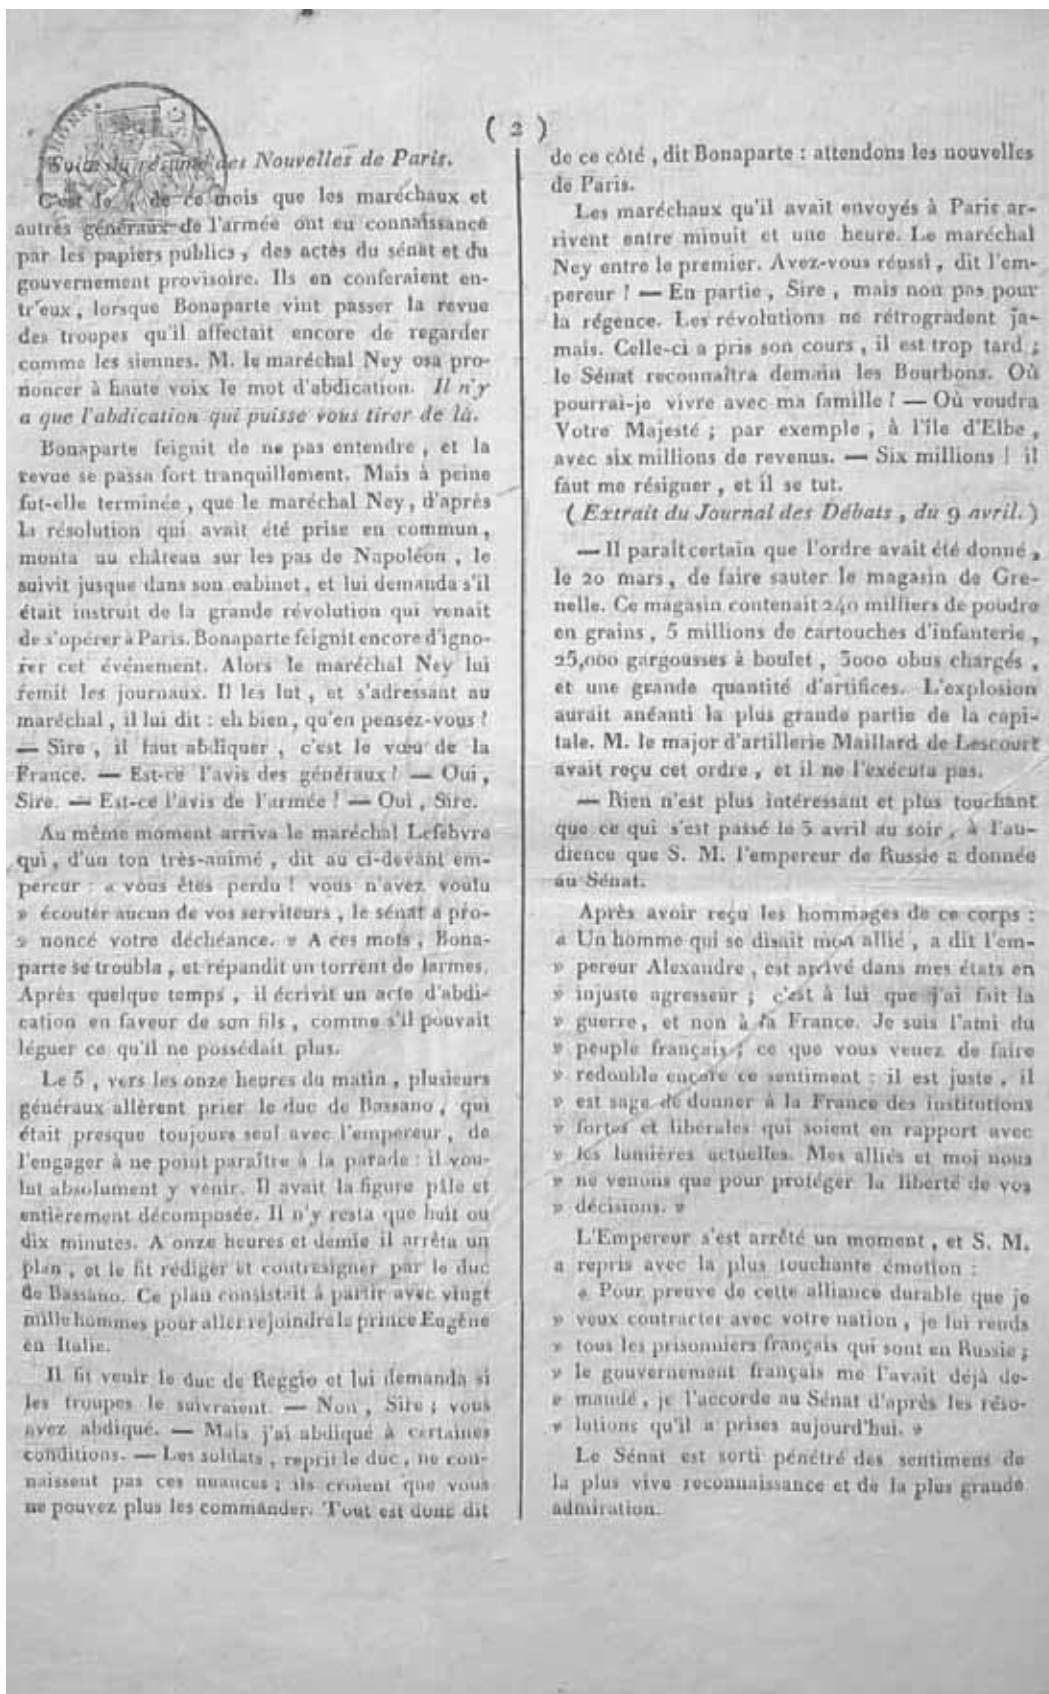 ( 2 )
Suite du résumé des Nouvelles de Paris.
C'est le 4 de ce mois que les maréchaux et
autres généraux de l'armée ont eu connaissance
par les papiers publics, des actes du sénat et du
gouvernement provisoire. Ils en conferaient en-
tr'eux, lorsque Bonaparte vint passer la revue
des troupes qu'il affectait encore de regarder
comme les siennes. M. le maréchal Ney osa pro-
noncer à haute voix le mot d'abdication. Il n'y
a que l'abdication qui puisse vous tirer de là.
Bonaparte feignit de ne pas entendre, et la
revue se passa fort tranquillement. Mais à peine
fut-elle terminée, que le maréchal Ney, d'après
la résolution qui avait été prise en commun,
monta au château sur les pas de Napoléon, le
suivit jusque dans son cabinet, et lui demanda s'il
était instruit de la grande révolution qui venait
de s'opérer à Paris. Bonaparte feignit encore d'igno-
rer cet événement. Alors le maréchal Ney lui
remit les journaux. Il les lut, et s'adressant au
maréchal, il lui dit : eh bien, qu'en pensez-vous ?
— Sire, il faut abdiquer, c'est le vœu de la
France. — Est-ce l'avis des généraux ? — Oui,
Sire. — Est-ce l'avis de l'armée ? — Oui, Sire.
Au même moment arriva le maréchal Lefebvre
qui, d'un ton très-animé, dit au ci-devant em-
pereur : « vous êtes perdu ! vous n'avez voulu
» écouter aucun de vos serviteurs, le sénat a pro-
» noncé votre déchéance. » A ces mots, Bona-
parte se troubla, et répandit un torrent de larmes.
Après quelque temps, il écrivit un acte d'abdi-
cation en faveur de son fils, comme s'il pouvait
léguer ce qu'il ne possédait plus.
Le 5, vers les onze heures du matin, plusieurs
généraux allèrent prier le duc de Bassano, qui
était presque toujours seul avec l'empereur, de
l'engager à ne point paraître à la parade : il vou-
lut absolument y venir. Il avait la figure pâle et
entièrement décomposée. Il n'y resta que huit ou
dix minutes. A onze heures et demie il arrêta un
plan, et le fit rédiger et contresigner par le duc
de Bassano. Ce plan consistait à partir avec vingt
mille hommes pour aller rejoindre le prince Eugène
en Italie.
Il fit venir le duc de Reggio et lui demanda si
les troupes le suivraient. — Non, Sire ; vous
avez abdiqué. — Mais j'ai abdiqué à certaines
conditions. — Les soldats, reprit le duc, ne con-
naissent pas ces nuances ; ils croient que vous
ne pouvez plus les commander. Tout est donc dit
de ce côté, dit Bonaparte : attendons les nouvelles
de Paris.
Les maréchaux qu'il avait envoyés à Paris ar-
rivent entre minuit et une heure. Le maréchal
Ney entre le premier. Avez-vous réussi, dit l'em-
pereur ? — En partie, Sire, mais non pas pour
la régence. Les révolutions ne rétrogradent ja-
mais. Celle-ci a pris son cours, il est trop tard ;
le Sénat reconnaîtra demain les Bourbons. Où
pourrai-je vivre avec ma famille ? — Où voudra
Votre Majesté ; par exemple, à l'île d'Elbe,
avec six millions de revenus. — Six millions ! il
faut me résigner, et il se tut.
( Extrait du Journal des Débats, du 9 avril. )
— Il paraît certain que l'ordre avait été donné,
le 20 mars, de faire sauter le magasin de Gre-
nelle. Ce magasin contenait 240 milliers de poudre
en grains, 5 millions de cartouches d'infanterie,
25,000 gargousses à boulet, 3000 obus chargés,
et une grande quantité d'artifices. L'explosion
aurait anéanti la plus grande partie de la capi-
tale. M. le major d'artillerie Maillard de Lescourt
avait reçu cet ordre, et il ne l'exécuta pas.
— Rien n'est plus intéressant et plus touchant
que ce qui s'est passé le 5 avril au soir, à l'au-
dience que S. M. l'empereur de Russie a donnée
au Sénat.
Après avoir reçu les hommages de ce corps :
« Un homme qui se disait mon allié, a dit l'em-
» pereur Alexandre, est arrivé dans mes états en
» injuste agresseur ; c'est à lui que j'ai fait la
» guerre, et non à la France. Je suis l'ami du
» peuple français ; ce que vous venez de faire
» redouble encore ce sentiment : il est juste, il
» est sage de donner à la France des institutions
» fortes et libérales qui soient en rapport avec
» les lumières actuelles. Mes alliés et moi nous
» ne venons que pour protéger la liberté de vos
» décisions. »
L'Empereur s'est arrêté un moment, et S. M.
a repris avec la plus touchante émotion :
« Pour preuve de cette alliance durable que je
» veux contracter avec votre nation, je lui rends
» tous les prisonniers français qui sont en Russie ;
» le gouvernement français me l'avait déjà de-
» mandé, je l'accorde au Sénat d'après les réso-
» lutions qu'il a prises aujourd'hui. »
Le Sénat est sorti pénétré des sentimens de
la plus vive reconnaissance et de la plus grande
admiration.